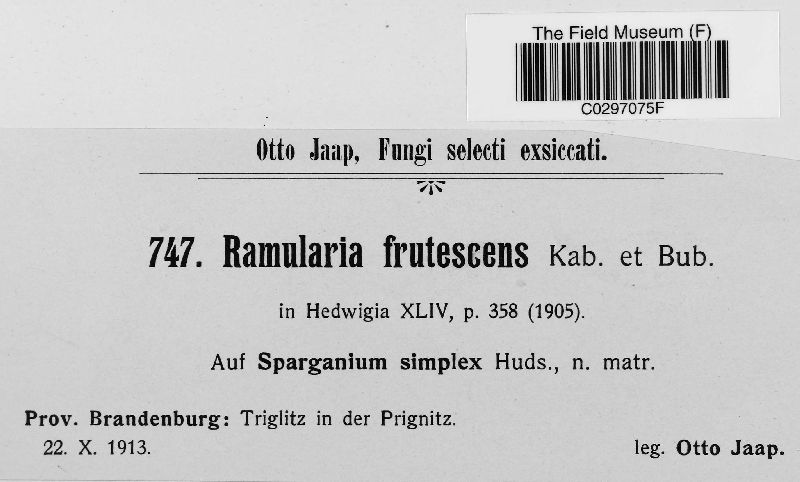 The Field Museum (F)
C0297075F
Otto Jaap, Fungi selecti exsiccati.
747. Ramularia frutescens Kab. et Bub.
in Hedwigia XLIV, p. 358 (1905).
Auf Sparganium simplex Huds., n. matr.
Prov. Brandenburg: Triglitz in der Prignitz.
22. X. 1913.
leg. Otto Jaap.